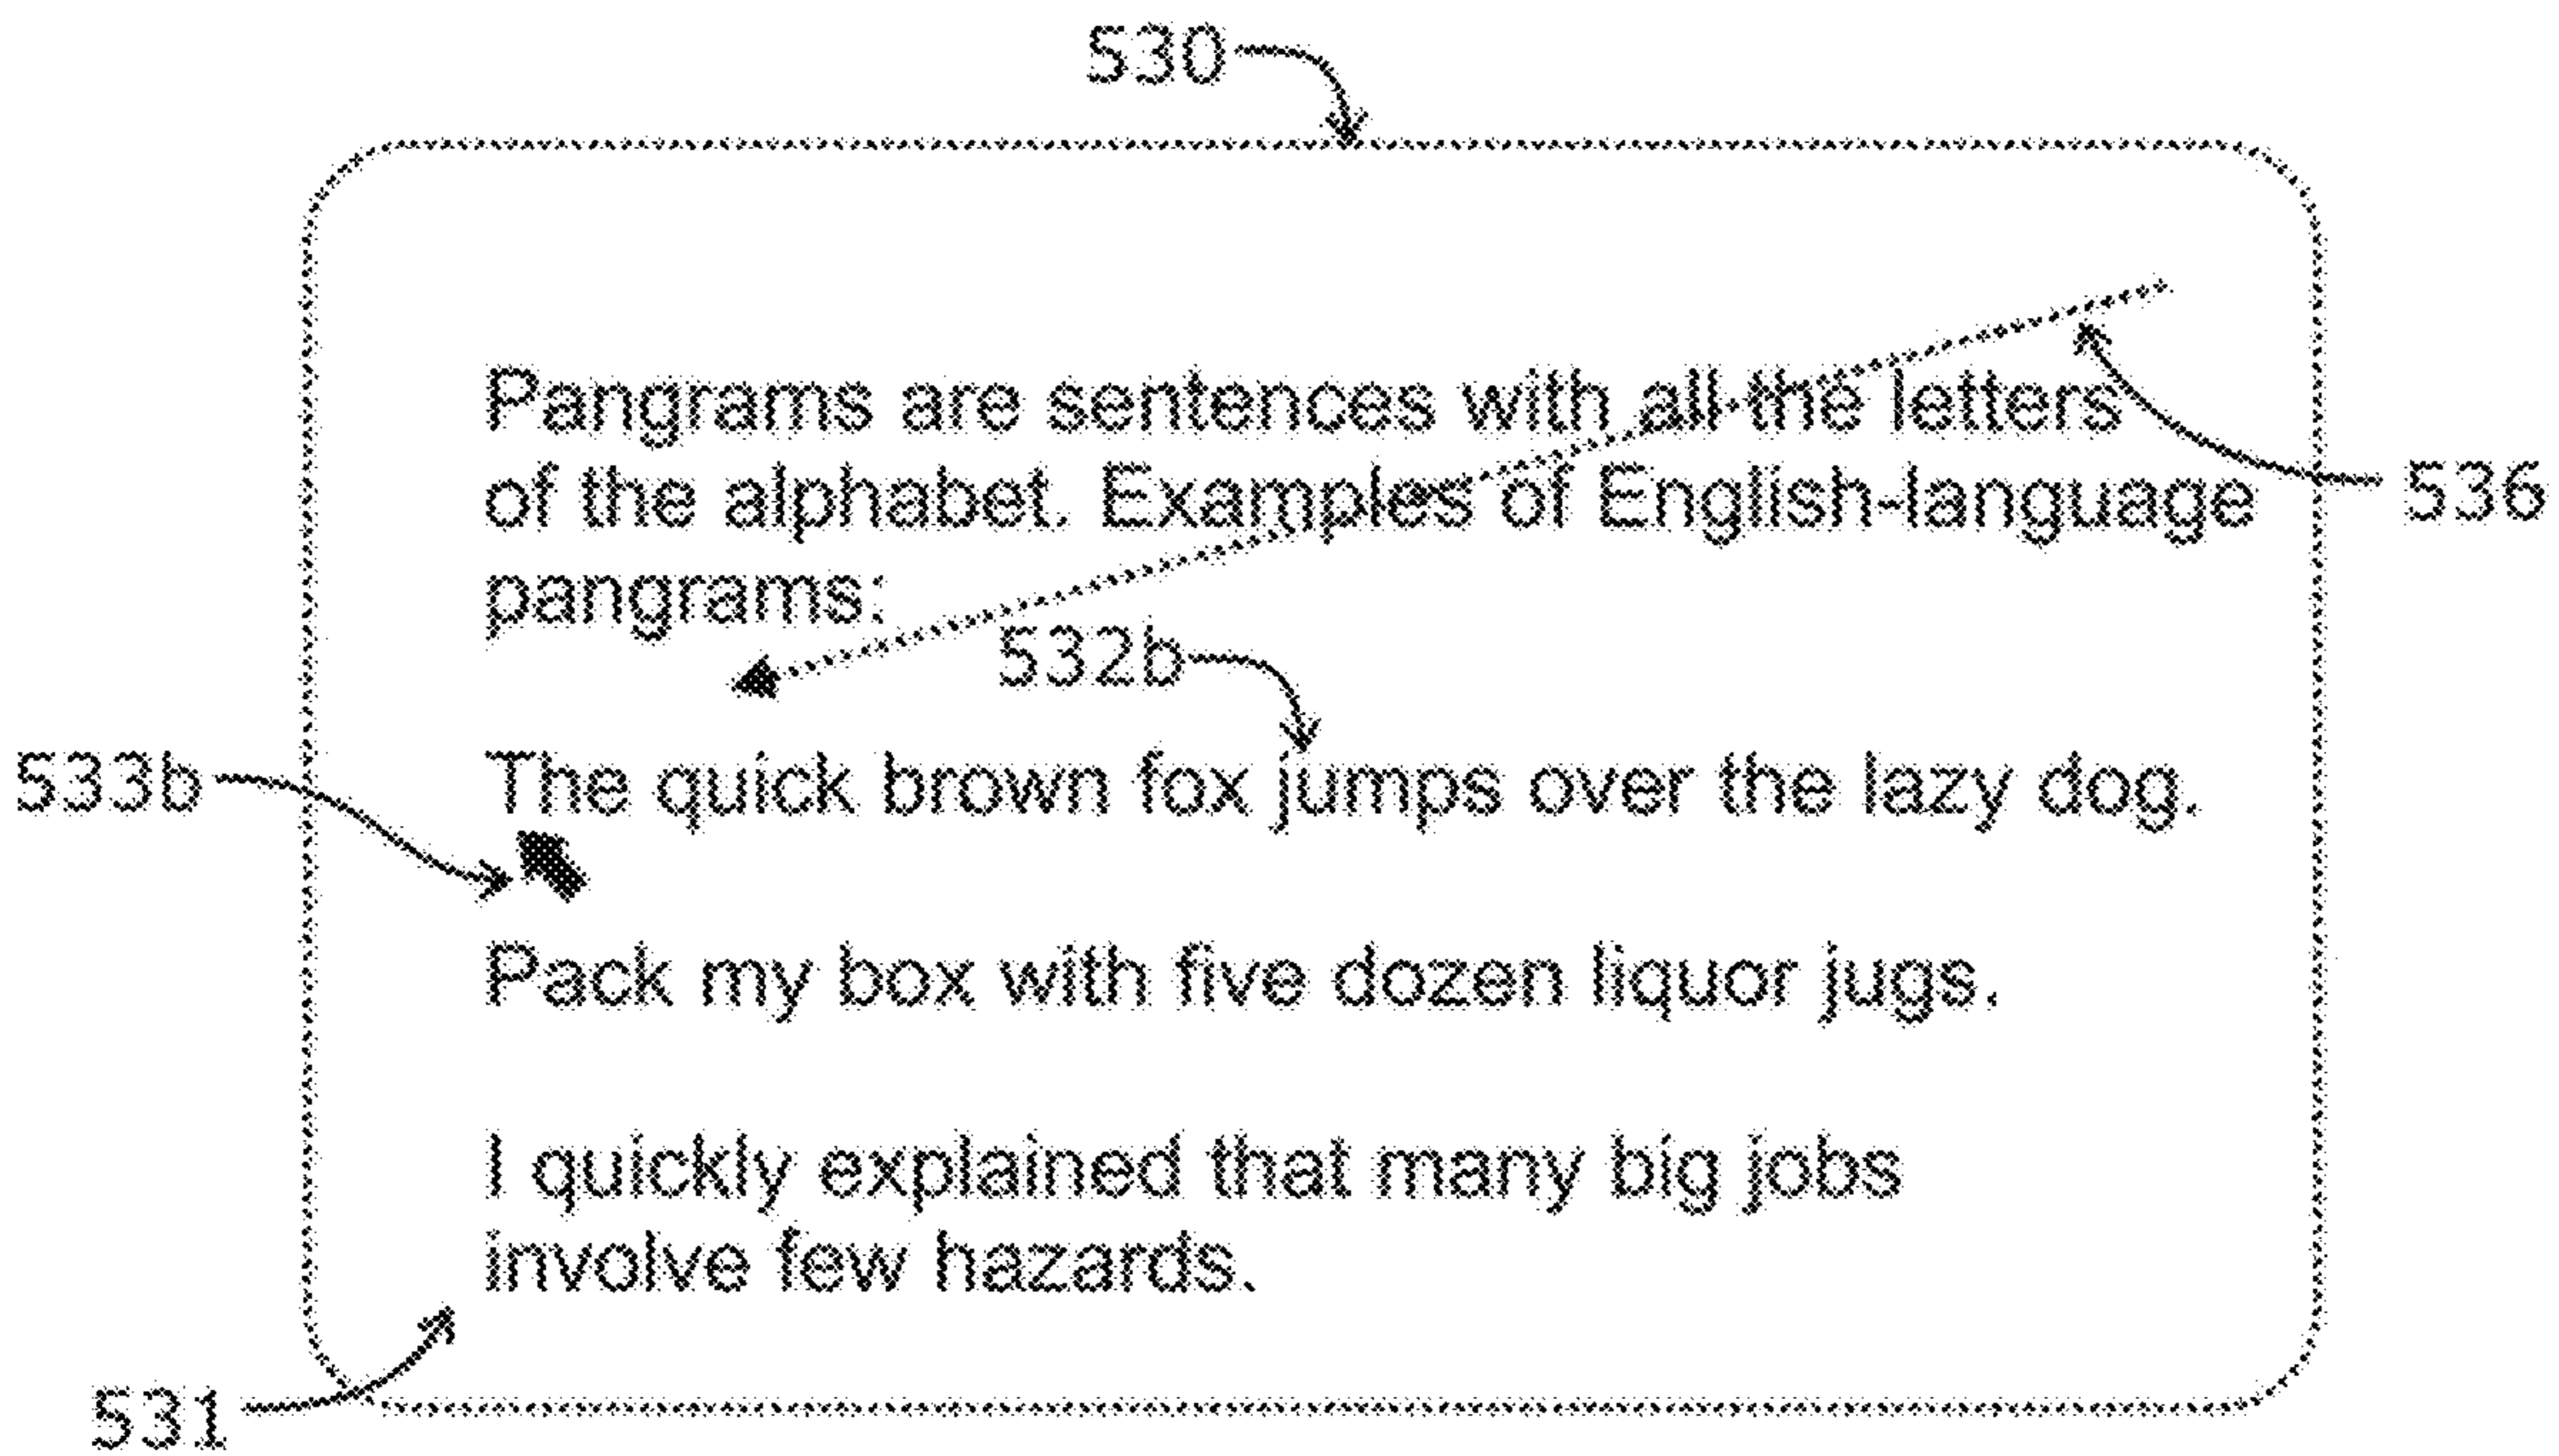 530
Pangrams are sentences with all the letters
of the alphabet. Examples of English-language
536
pangrams:
532b
533b
The quick brown fox jumps over the lazy dog.
Pack my box with five dozen liquor jugs.
I quickly explained that many big jobs
involve few hazards.
531